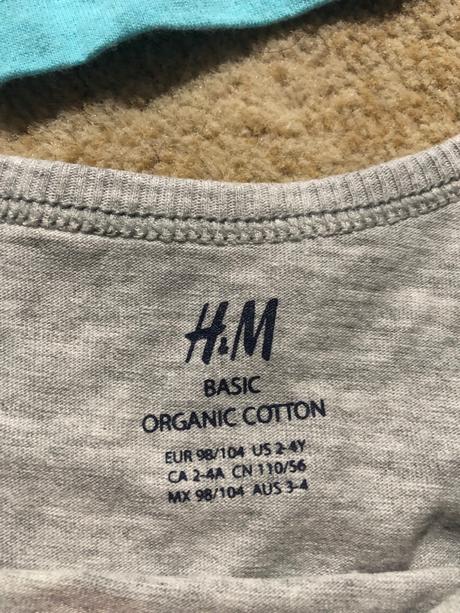 H&M
BASIC
ORGANIC COTTON
EUR 98/104 US 2-4Y
CA 2-4A CN 110/56
MX 98/104 AUS 3-4